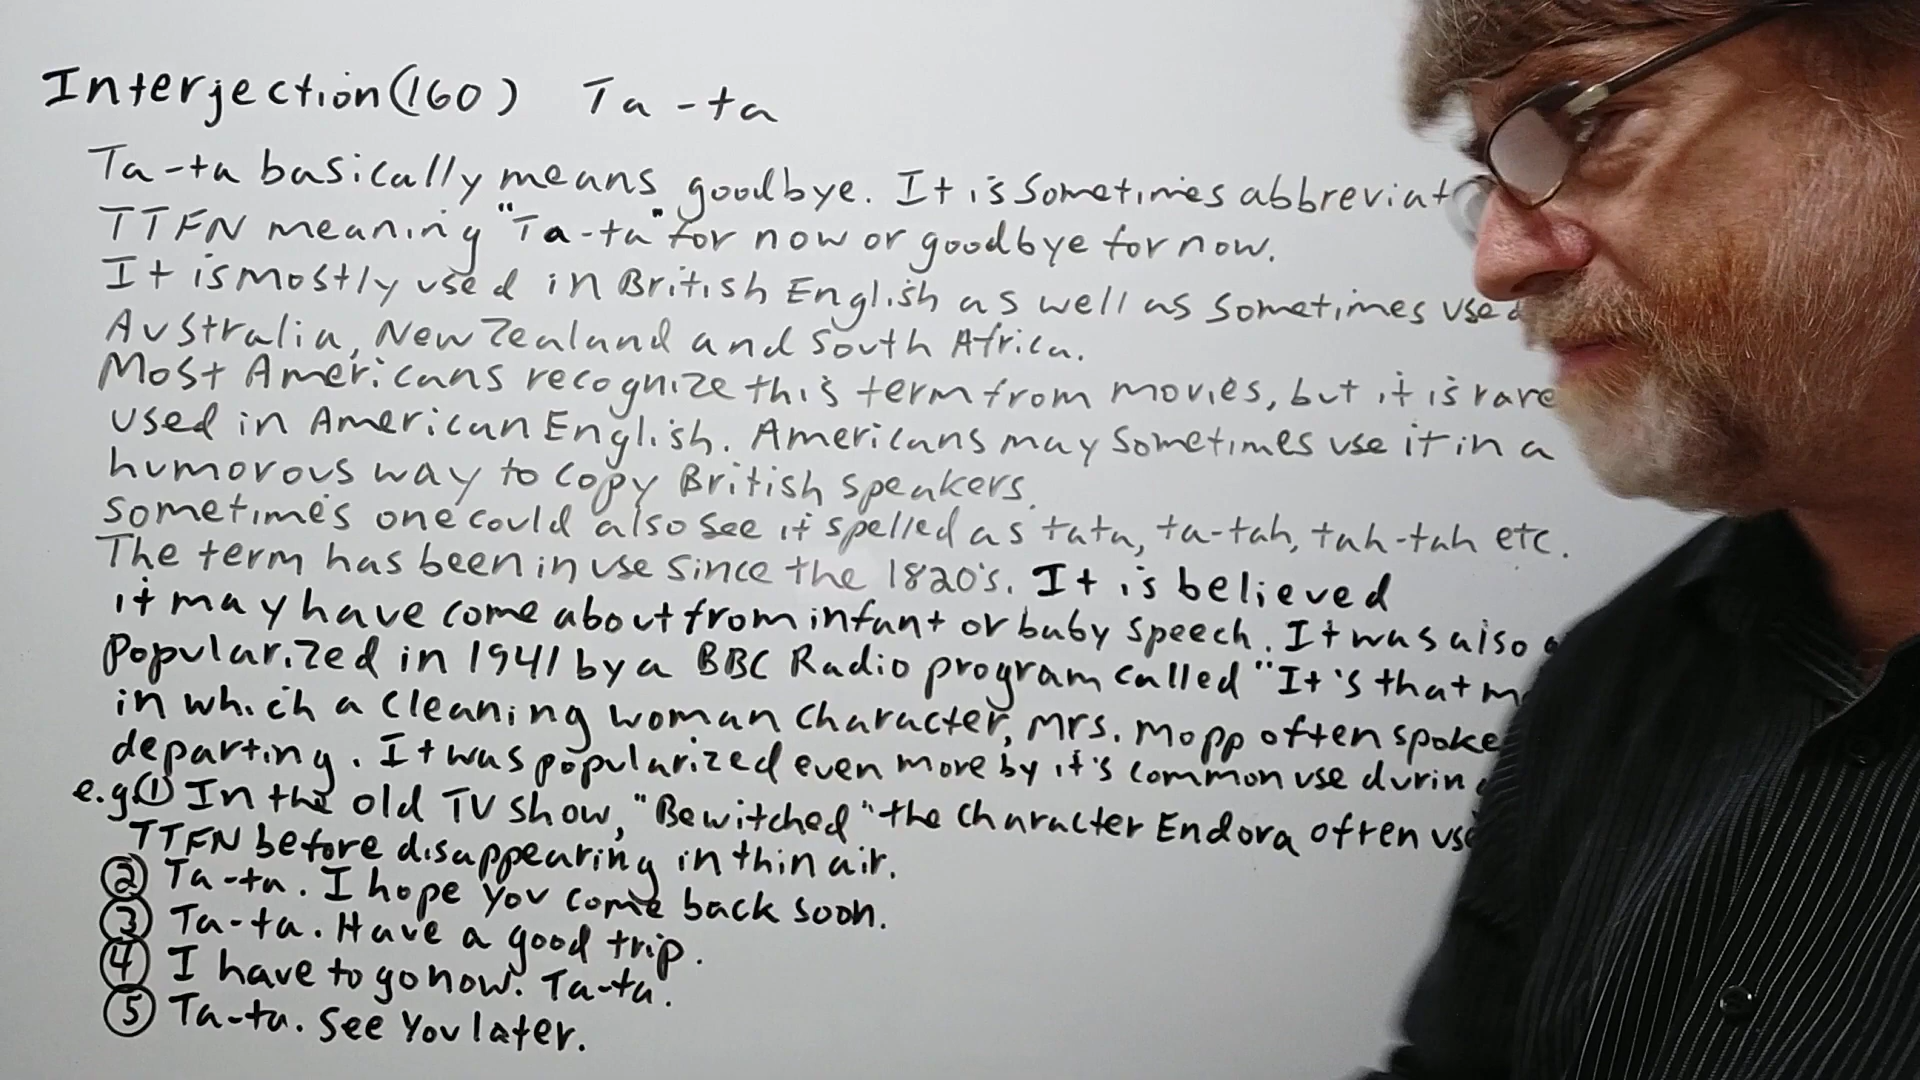 Interjection(160) Ta-ta
Ta-ta basically means goodbye. It is sometimes abbreviat
TTFN meaning "Ta-ta" for now or goodbye for now.
It is mostly used in British English as well as sometimes used
Australia, New Zealand and South Africa.
Most Americans recognize this term from movies, but it is rare
used in American English. Americans may sometimes use it in a
humorous way to copy British speakers.
Sometimes one could also see it spelled as tata, ta-tah, tah-tah etc.
The term has been in use since the 1820's. It is believed
it may have come about from infant or baby speech. It was also
popularized in 1941 by a BBC Radio program called "It's that m
in which a cleaning woman character, Mrs. Mopp often spoke
departing. It was popularized even more by it's common use durin
e.g. ① In the old TV show, "Bewitched" the character Endora often us
TTFN before disappearing in thin air.
② Ta-ta. I hope you come back soon.
③ Ta-ta. Have a good trip.
④ I have to go now. Ta-ta.
⑤ Ta-ta. See you later.